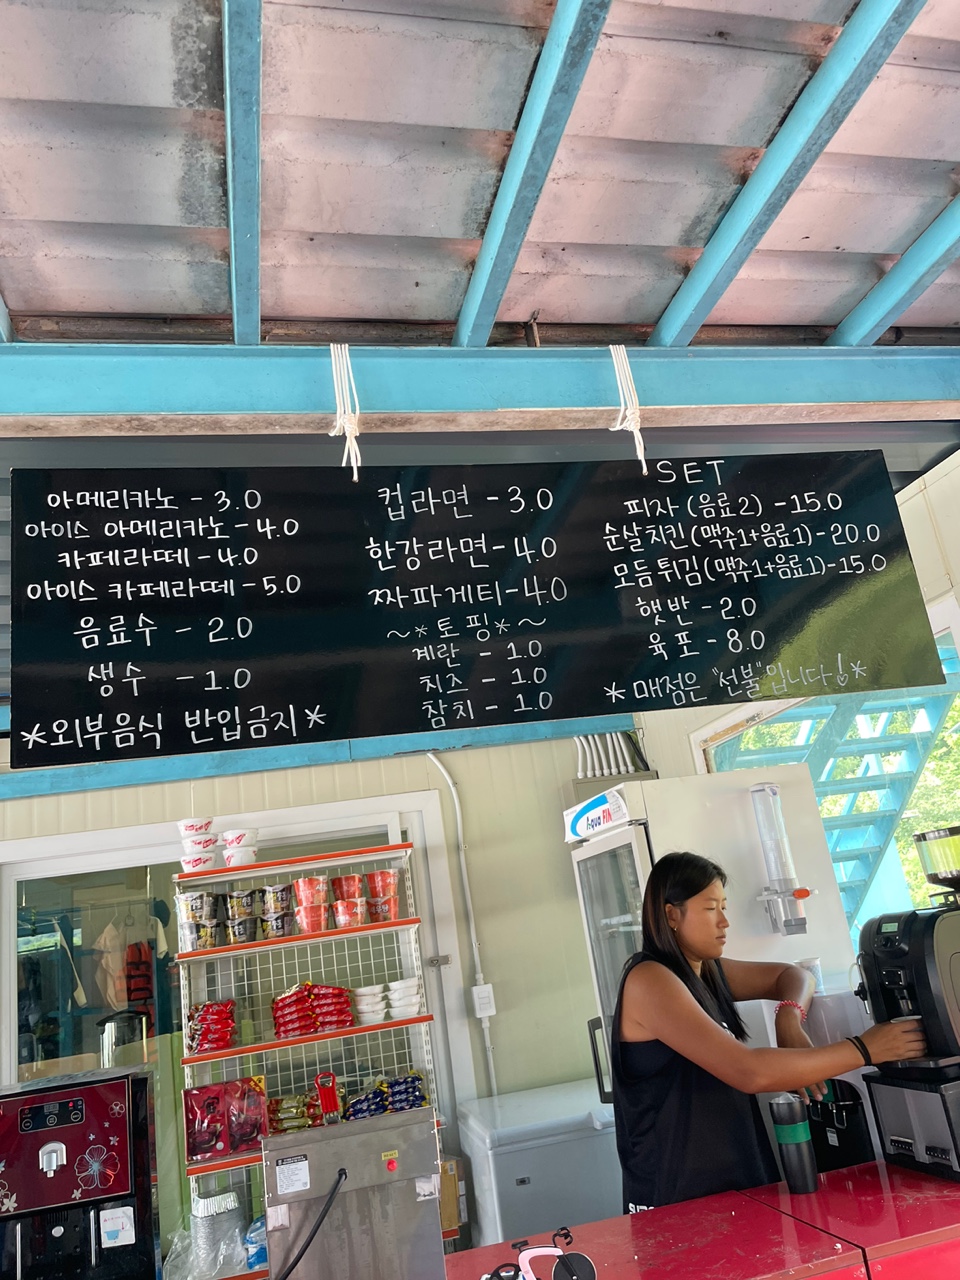 아메리카노 - 3.0
아이스 아메리카노 - 4.0
카페라떼 - 4.0
아이스 카페라떼 - 5.0
음료수 - 2.0
생수 - 1.0
*외부음식 반입금지*
컵라면 - 3.0
한강라면 - 4.0
짜파게티 - 4.0
~*토핑*~
계란 - 1.0
치즈 - 1.0
참치 - 1.0
SET
피자 (음료2) - 15.0
순살치킨 (맥주1+음료1) - 20.0
모듬튀김 (맥주1+음료1) - 15.0
햇반 - 2.0
육포 - 8.0
* 매점은 "선불"입니다! *
Aqua FIN